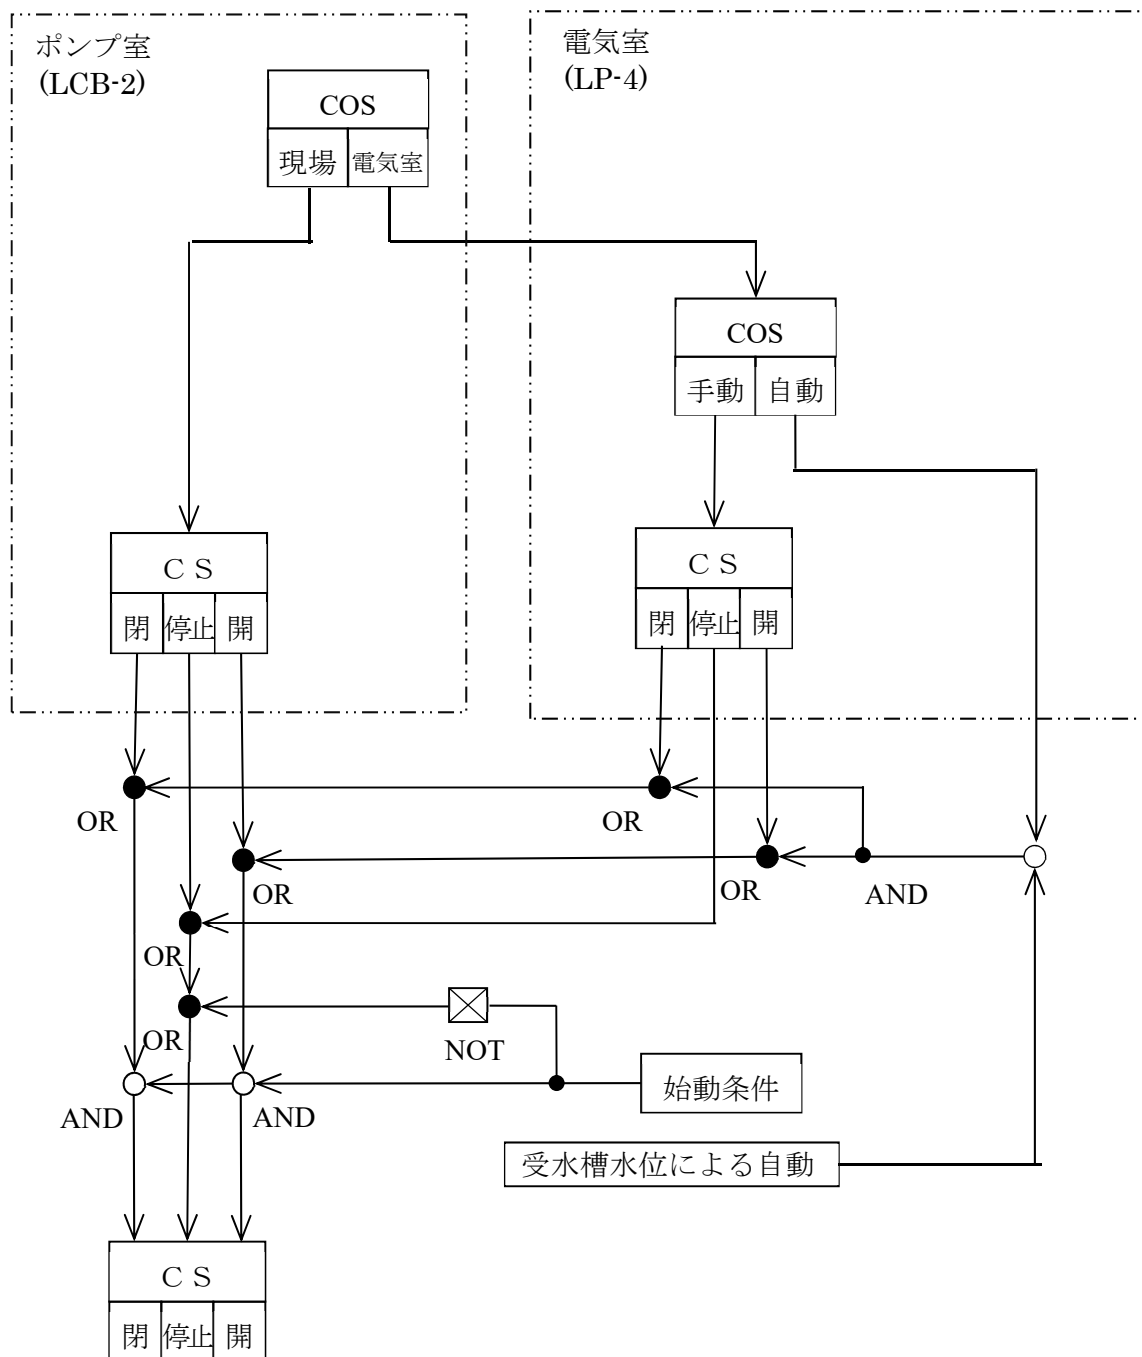 ポンプ室
(LCB-2)
電気室
(LP-4)
COS
現場 電気室
COS
手動 自動
ＣＳ
閉 停止 開
ＣＳ
閉 停止 開
OR
OR
OR
OR
AND
OR
OR
NOT
始動条件
AND
AND
受水槽水位による自動
ＣＳ
閉 停止 開